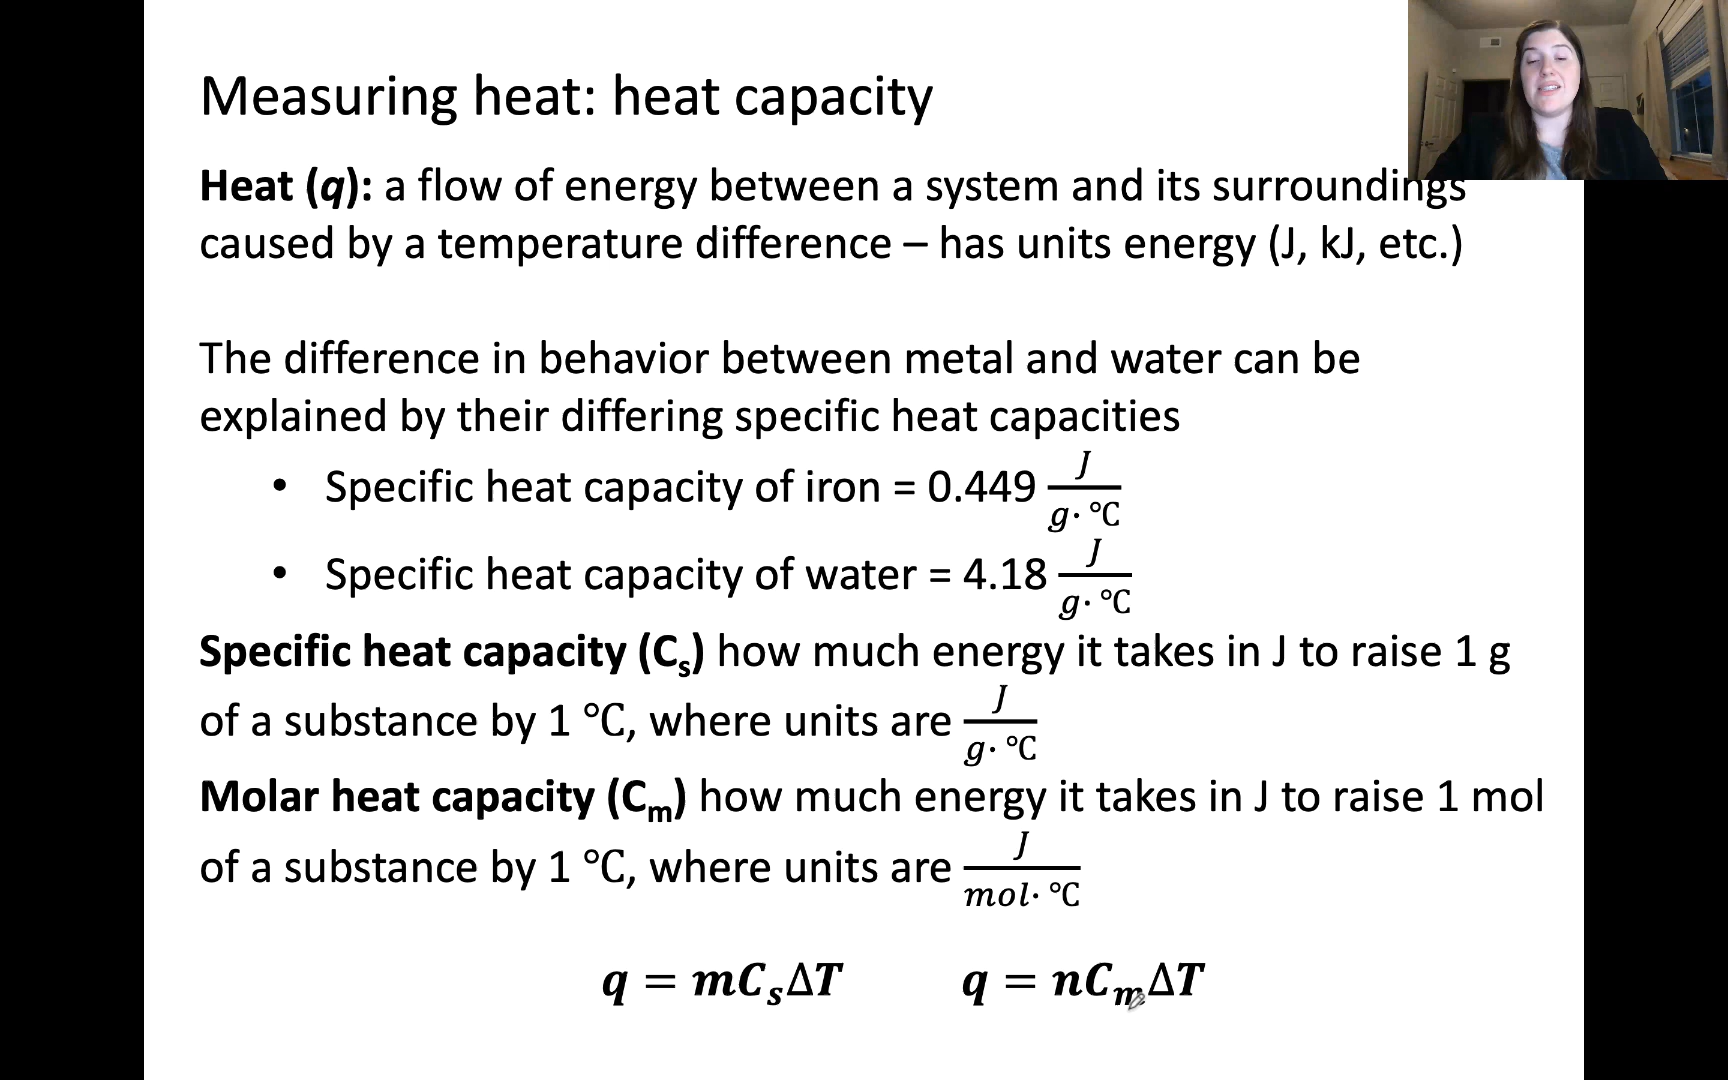 Measuring heat: heat capacity
Heat (q): a flow of energy between a system and its surroundings
caused by a temperature difference – has units energy (J, kJ, etc.)
The difference in behavior between metal and water can be
explained by their differing specific heat capacities
• Specific heat capacity of iron = 0.449 J/(g· °C)
• Specific heat capacity of water = 4.18 J/(g· °C)
Specific heat capacity (Cₛ) how much energy it takes in J to raise 1 g
of a substance by 1 °C, where units are J/(g· °C)
Molar heat capacity (Cₘ) how much energy it takes in J to raise 1 mol
of a substance by 1 °C, where units are J/(mol· °C)
q = mCₛΔT q = nCₘΔT